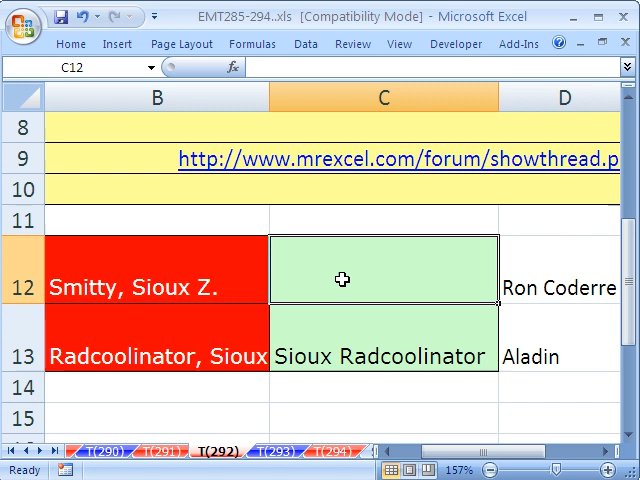 EMT285-294..xls [Compatibility Mode] - Microsoft Excel
Home Insert Page Layout Formulas Data Review View Developer Add-Ins
C12 fx
B C D
8
9 http://www.mrexcel.com/forum/showthread.p
10
11
12 Smitty, Sioux Z. Ron Coderre
13 Radcoolinator, Sioux Sioux Radcoolinator Aladin
14
15
T(290) T(291) T(292) T(293) T(294)
Ready 157%